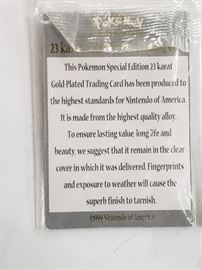 Pokémon
23 ka
This Pokémon Special Edition 23 karat
Gold-Plated Trading Card has been produced to
the highest standards for Nintendo of America.
It is made from the highest quality alloy.
To ensure lasting value, long life and
beauty, we suggest that it remain in the clear
cover in which it was delivered. Fingerprints
and exposure to weather will cause the
superb finish to tarnish.
©1999 Nintendo of America